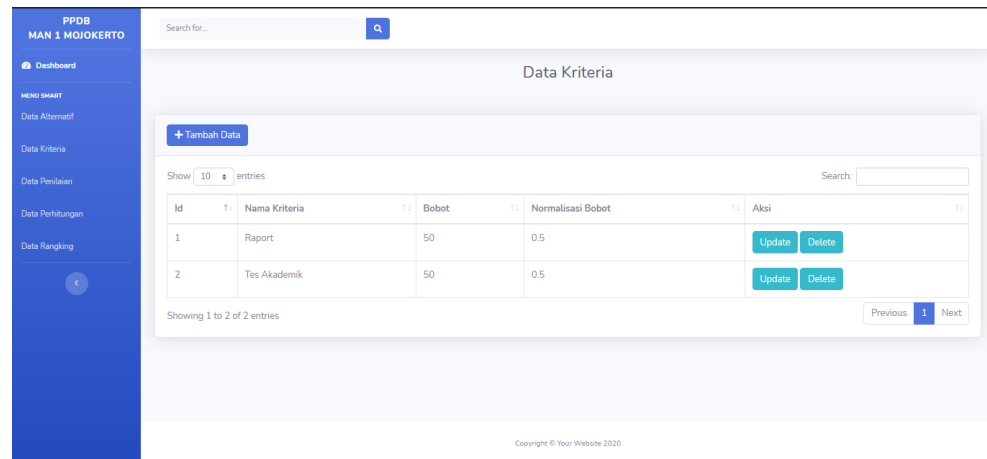 PPDB
MAN 1 MOJOKERTO
Search for...
Dashboard
MENU SMART
Data Alternatif
Data Kriteria
Data Penilaian
Data Perhitungan
Data Rangking
Data Kriteria
Tambah Data
Show 10 entries Search:
Id Nama Kriteria Bobot Normalisasi Bobot Aksi
1 Raport 50 0.5 Update Delete
2 Tes Akademik 50 0.5 Update Delete
Showing 1 to 2 of 2 entries Previous 1 Next
Copyright © Your Website 2020